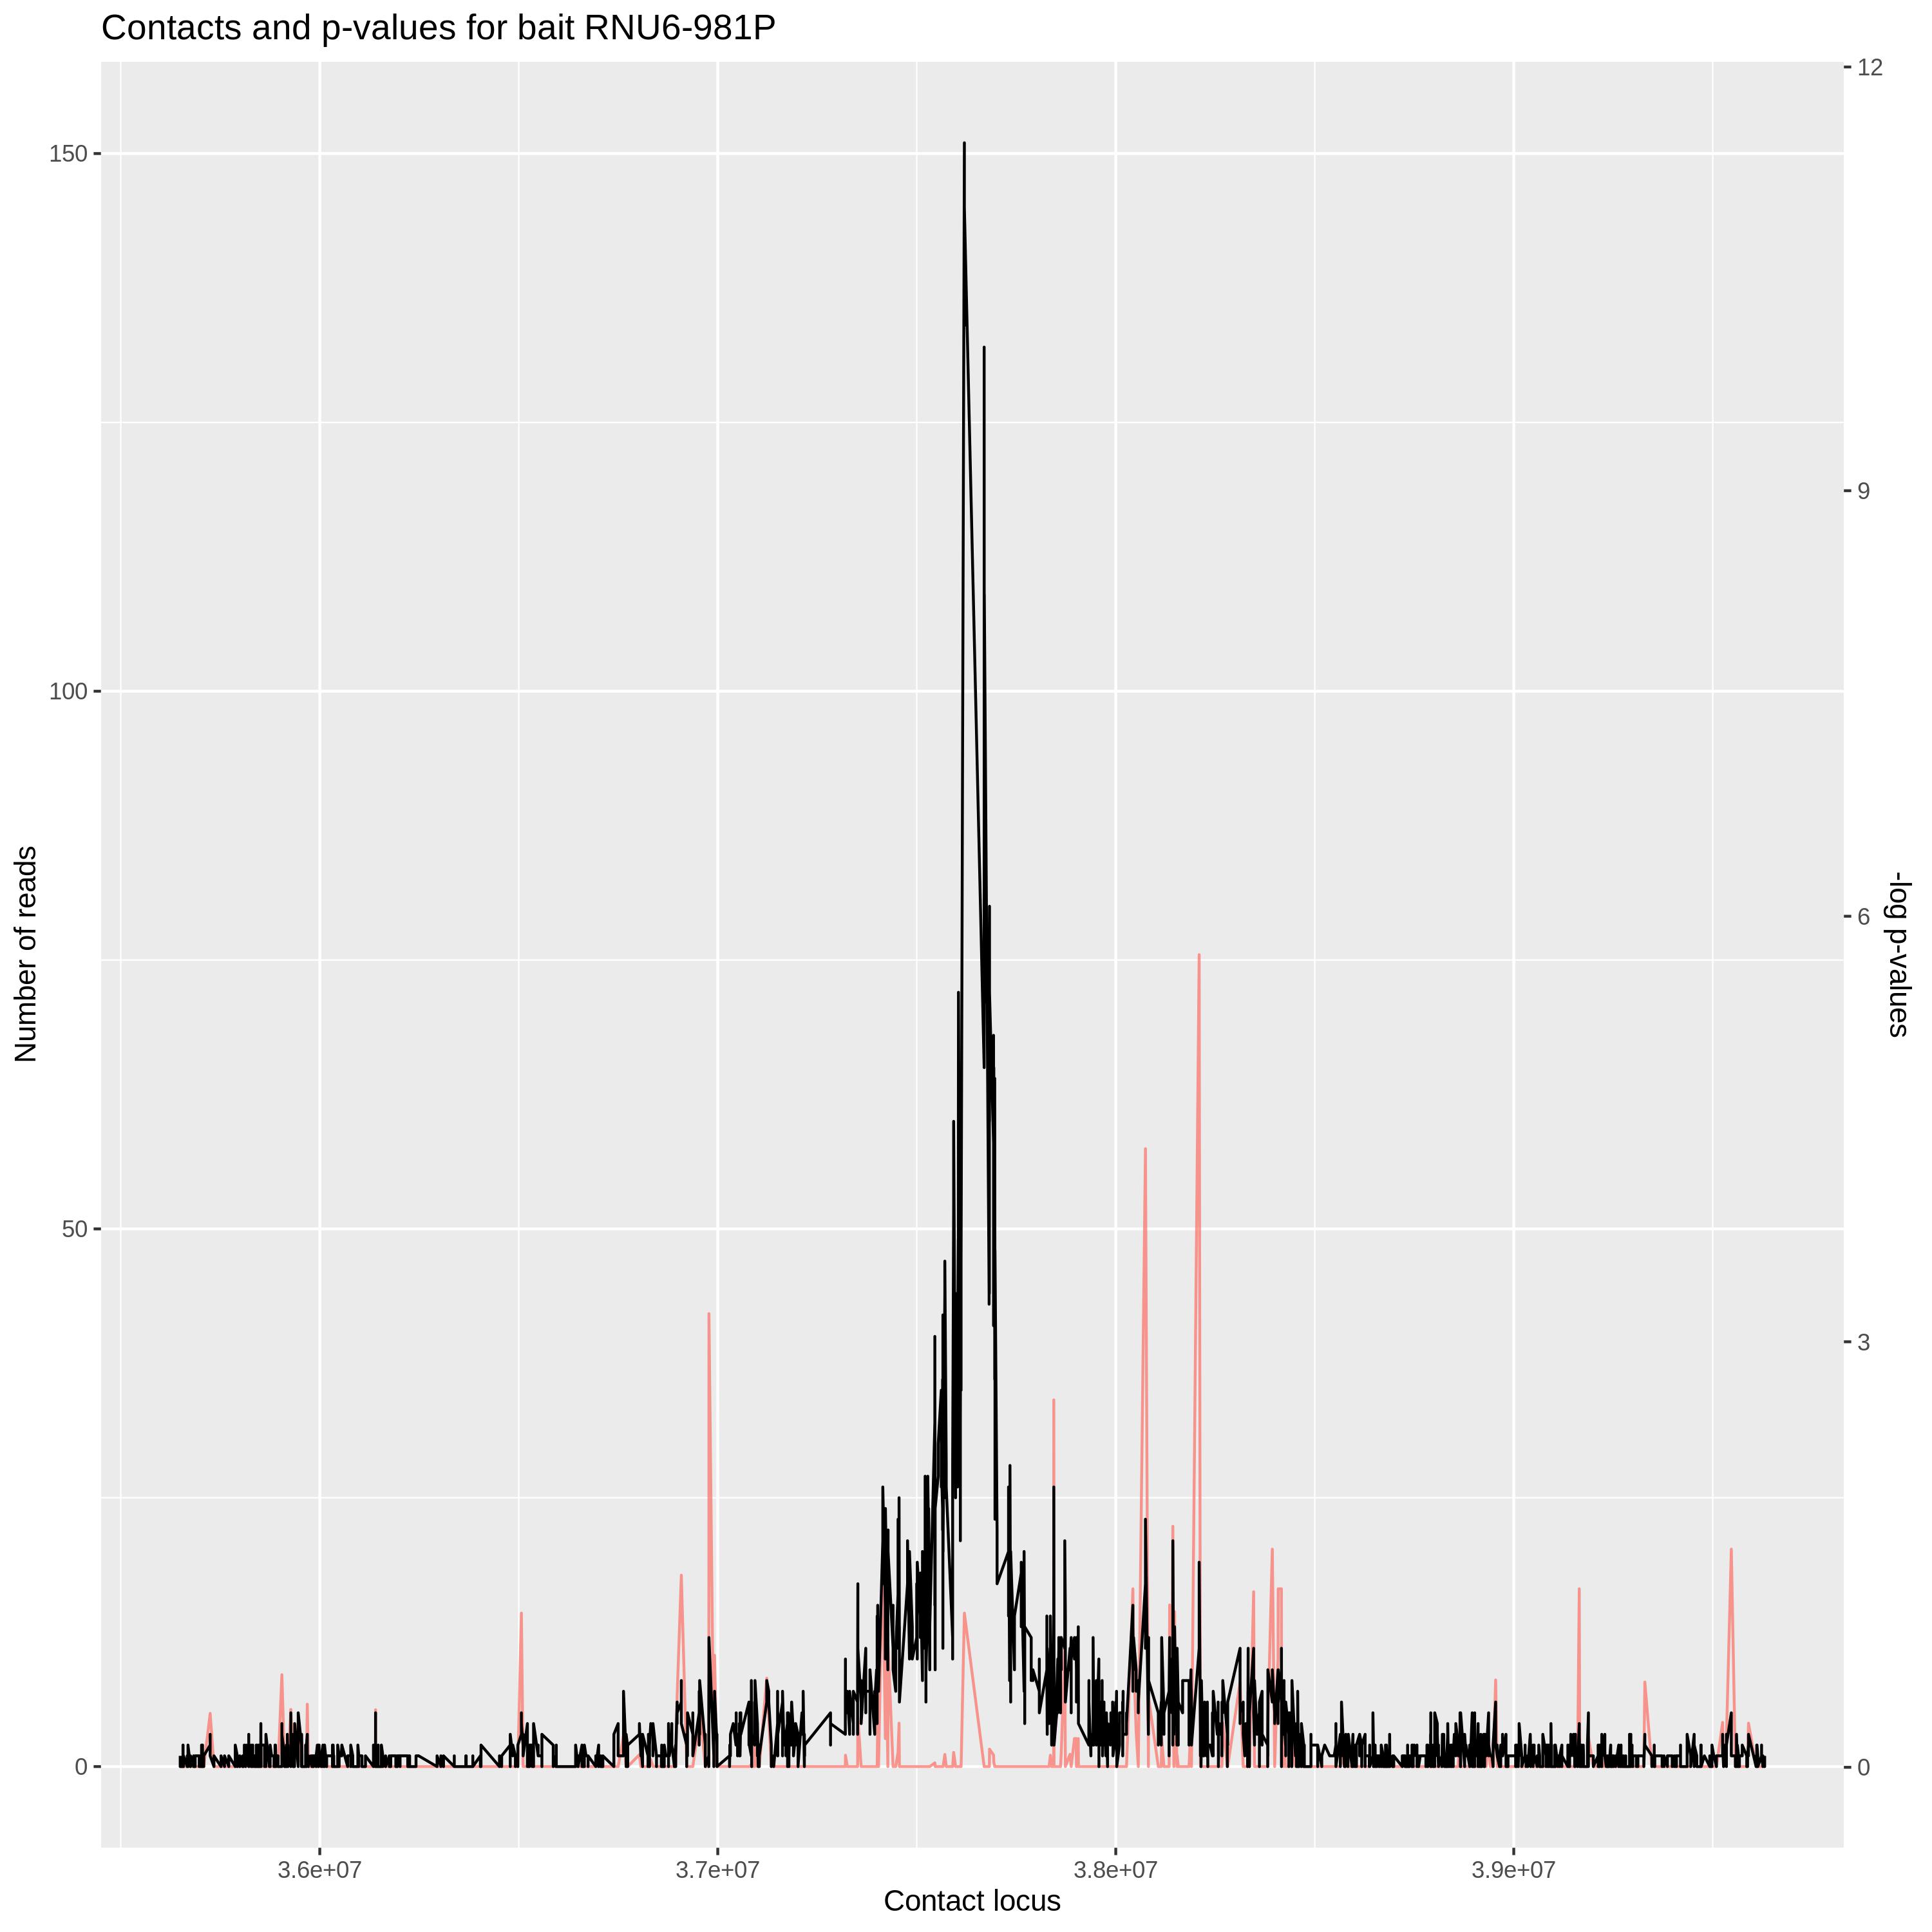 Contacts and p-values for bait RNU6-981P
150
100
50
0
Number of reads
12
9
6
3
0
-log p-values
3.6e+07
3.7e+07
3.8e+07
3.9e+07
Contact locus